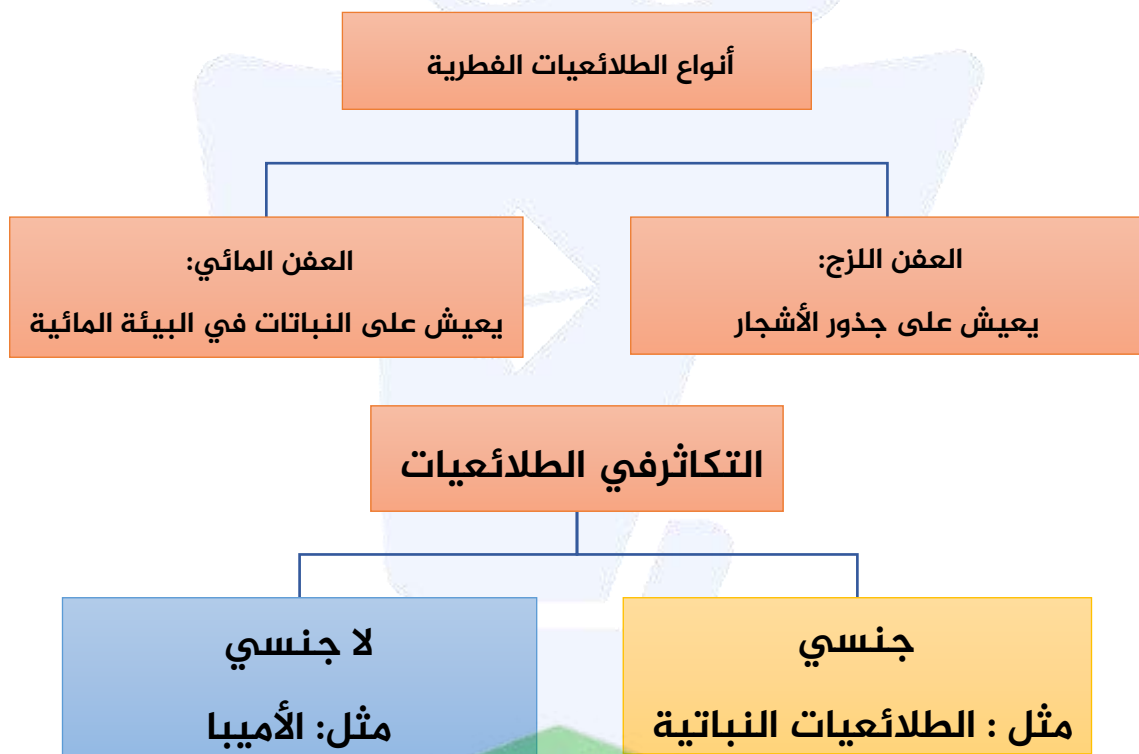 أنواع الطلائعيات الفطرية
العفن اللزج:
يعيش على جذور الأشجار
العفن المائي:
يعيش على النباتات في البيئة المائية
التكاثرفي الطلائعيات
جنسي
مثل : الطلائعيات النباتية
لا جنسي
مثل: الأميبا